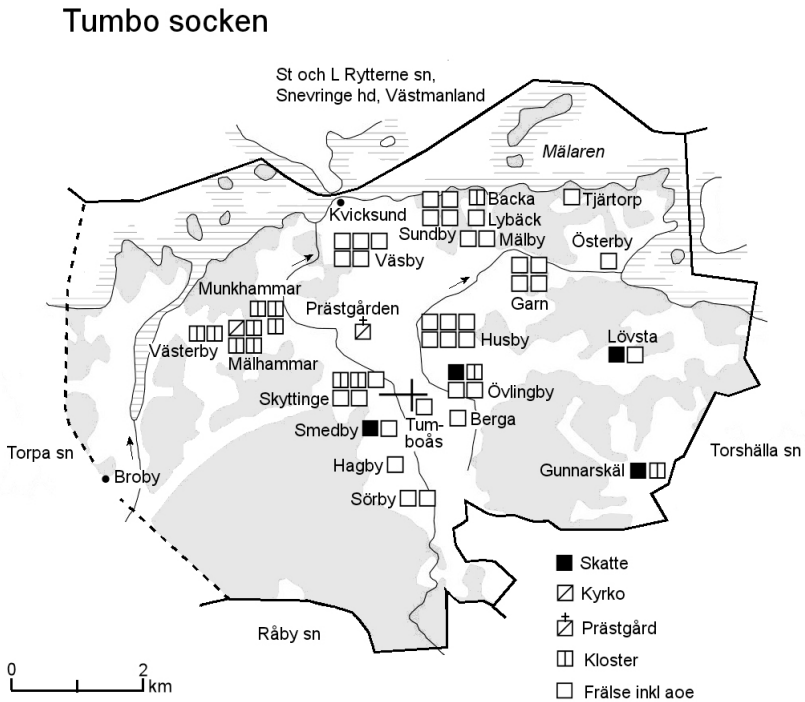 Tumbo socken
St och L Rytterne sn,
Snevringe hd, Västmanland
Mälaren
Kvicksund
Backa
Tjärtorp
Lybäck
Sundby
Mälby
Österby
Väsby
Munkhammar
Garn
Prästgården
Husby
Lövsta
Västerby
Mälhammar
Skyttinge
Övlingby
Smedby
Tum-
boås
Berga
Torpa sn
Torshälla sn
Hagby
Gunnarskäl
Broby
Sörby
Råby sn
Skatte
Kyrko
Prästgård
Kloster
Frälse inkl aoe
0
2
km